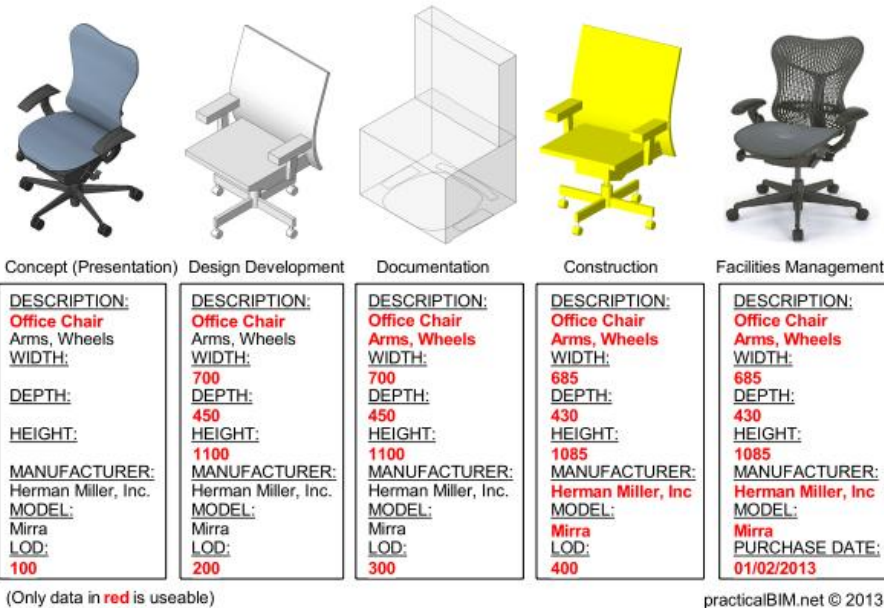 Concept (Presentation)
Design Development
Documentation
Construction
Facilities Management
DESCRIPTION:
Office Chair
Arms, Wheels
WIDTH:
DEPTH:
HEIGHT:
MANUFACTURER:
Herman Miller, Inc.
MODEL:
Mirra
LOD:
100
DESCRIPTION:
Office Chair
Arms, Wheels
WIDTH:
700
DEPTH:
450
HEIGHT:
1100
MANUFACTURER:
Herman Miller, Inc.
MODEL:
Mirra
LOD:
200
DESCRIPTION:
Office Chair
Arms, Wheels
WIDTH:
700
DEPTH:
450
HEIGHT:
1100
MANUFACTURER:
Herman Miller, Inc.
MODEL:
Mirra
LOD:
300
DESCRIPTION:
Office Chair
Arms, Wheels
WIDTH:
685
DEPTH:
430
HEIGHT:
1085
MANUFACTURER:
Herman Miller, Inc
MODEL:
Mirra
LOD:
400
DESCRIPTION:
Office Chair
Arms, Wheels
WIDTH:
685
DEPTH:
430
HEIGHT:
1085
MANUFACTURER:
Herman Miller, Inc
MODEL:
Mirra
PURCHASE DATE:
01/02/2013
(Only data in red is useable)
practicalBIM.net © 2013